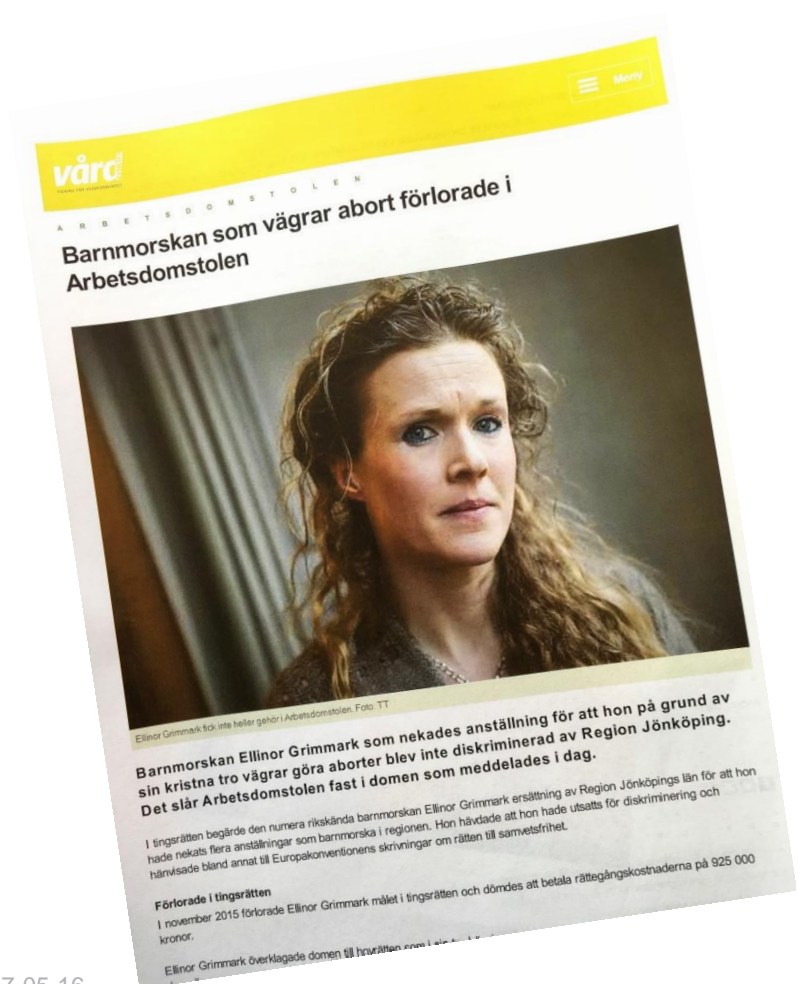 Meny
vård
ARBETSDOMSTOLEN
Barnmorskan som vägrar abort förlorade i
Arbetsdomstolen
Ellinor Grimmark fick inte heller gehör i Arbetsdomstolen. Foto: TT
Barnmorskan Ellinor Grimmark som nekades anställning för att hon på grund av
sin kristna tro vägrar göra aborter blev inte diskriminerad av Region Jönköping.
Det slår Arbetsdomstolen fast i domen som meddelades i dag.
I tingsrätten begärde den numera rikskända barnmorskan Ellinor Grimmark ersättning av Region Jönköpings län för att hon
hade nekats flera anställningar som barnmorska i regionen. Hon hävdade att hon hade utsatts för diskriminering och
hänvisade bland annat till Europakonventionens skrivningar om rätten till samvetsfrihet.
Förlorade i tingsrätten
I november 2015 förlorade Ellinor Grimmark målet i tingsrätten och dömdes att betala rättegångskostnaderna på 925 000
kronor.
Ellinor Grimmark överklagade domen till hovrätten som i sin
7-05-16